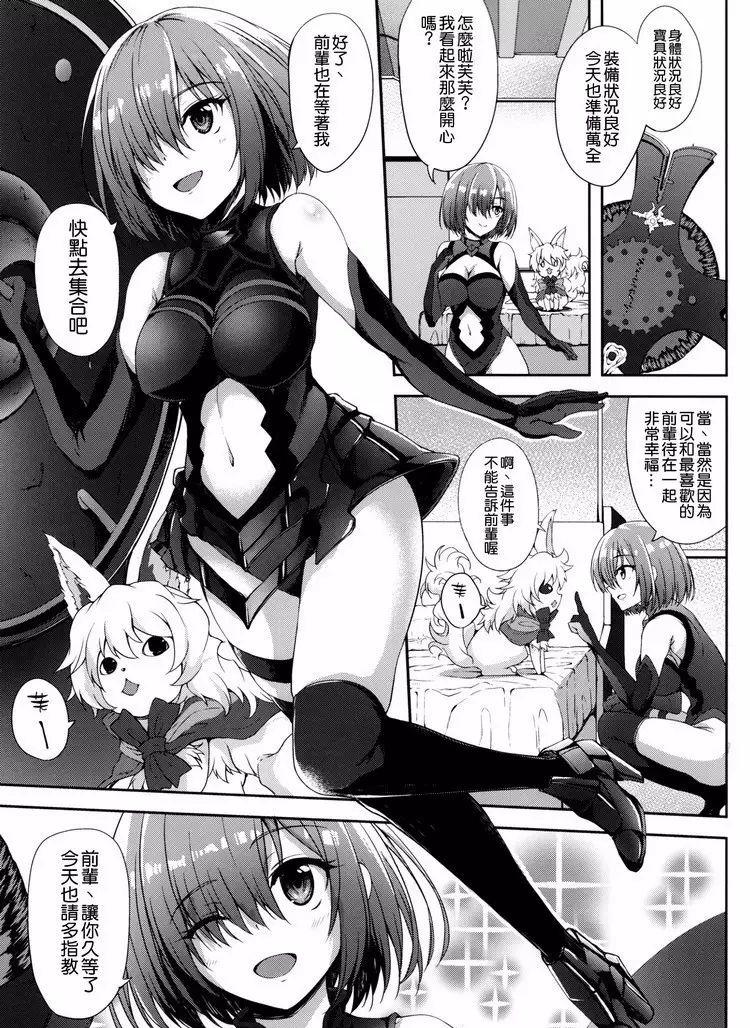 身體狀況良好
寶具狀況良好
裝備狀況良好
今天也準備萬全
怎麼啦芙芙？
我看起來那麼開心
嗎？
當、當然是因為
可以和最喜歡的
前輩待在一起
非常幸福…
啊、這件事
不能告訴前輩喔
好了、
前輩也在等著我
快點去集合吧
前輩、讓你久等了
今天也請多指教